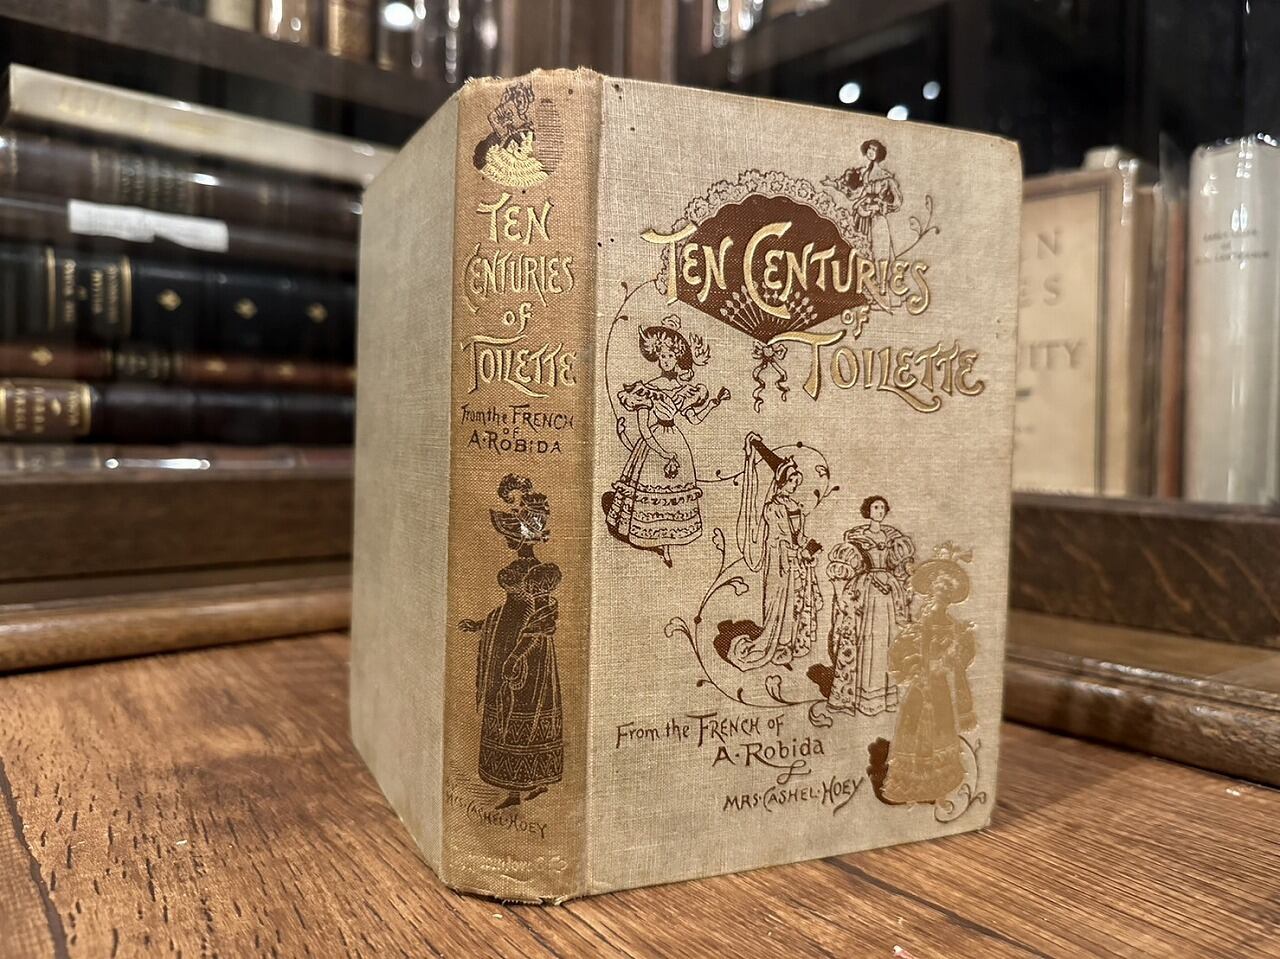 TEN
CENTURIES
of
TOILETTE
From the FRENCH
OF
A·ROBIDA
MRS·CASHEL·HOEY
TEN CENTURIES
OF
TOILETTE
From the FRENCH OF
A·Robida
MRS·CASHEL·HOEY